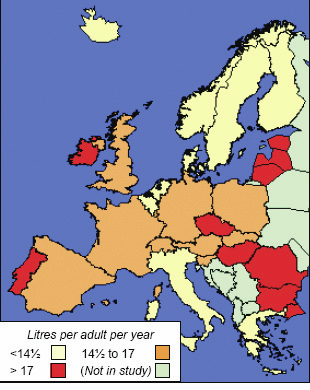 Litres per adult per year
<14½ 14½ to 17
> 17 (Not in study)